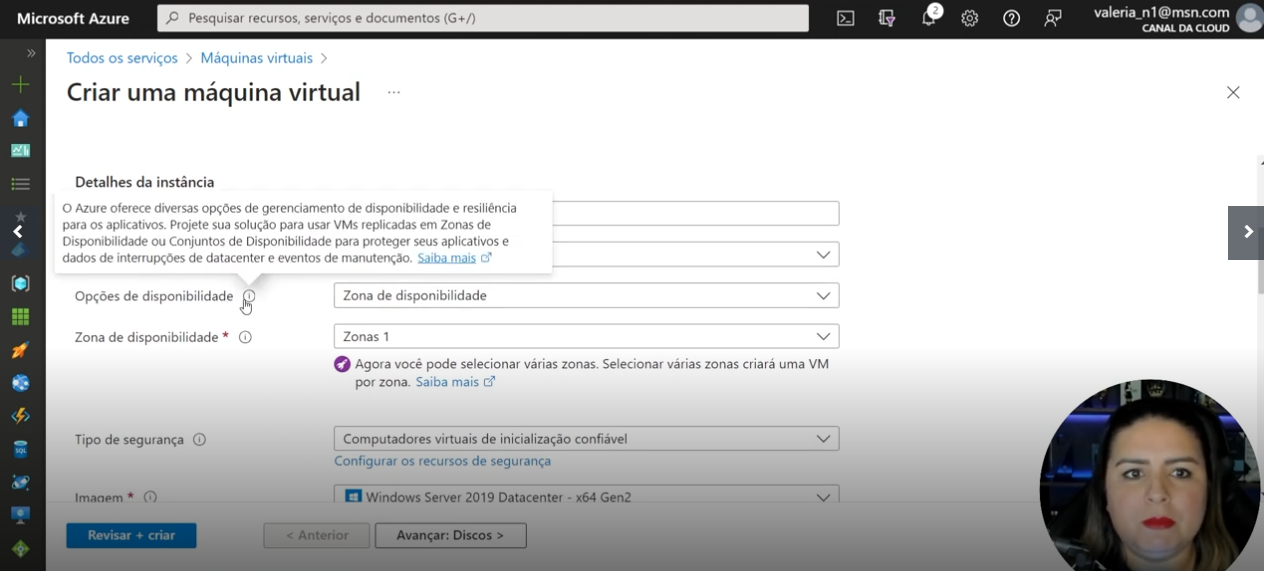 Microsoft Azure
Pesquisar recursos, serviços e documentos (G+/)
2
valeria_n1@msn.com
CANAL DA CLOUD
Todos os serviços > Máquinas virtuais >
Criar uma máquina virtual ...
Detalhes da instância
O Azure oferece diversas opções de gerenciamento de disponibilidade e resiliência
para os aplicativos. Projete sua solução para usar VMs replicadas em Zonas de
Disponibilidade ou Conjuntos de Disponibilidade para proteger seus aplicativos e
dados de interrupções de datacenter e eventos de manutenção. Saiba mais
Opções de disponibilidade
Zona de disponibilidade
Zona de disponibilidade *
Zonas 1
Agora você pode selecionar várias zonas. Selecionar várias zonas criará uma VM
por zona. Saiba mais
Tipo de segurança
Computadores virtuais de inicialização confiável
Configurar os recursos de segurança
Imagem *
Windows Server 2019 Datacenter - x64 Gen2
SQL
Revisar + criar
< Anterior
Avançar: Discos >